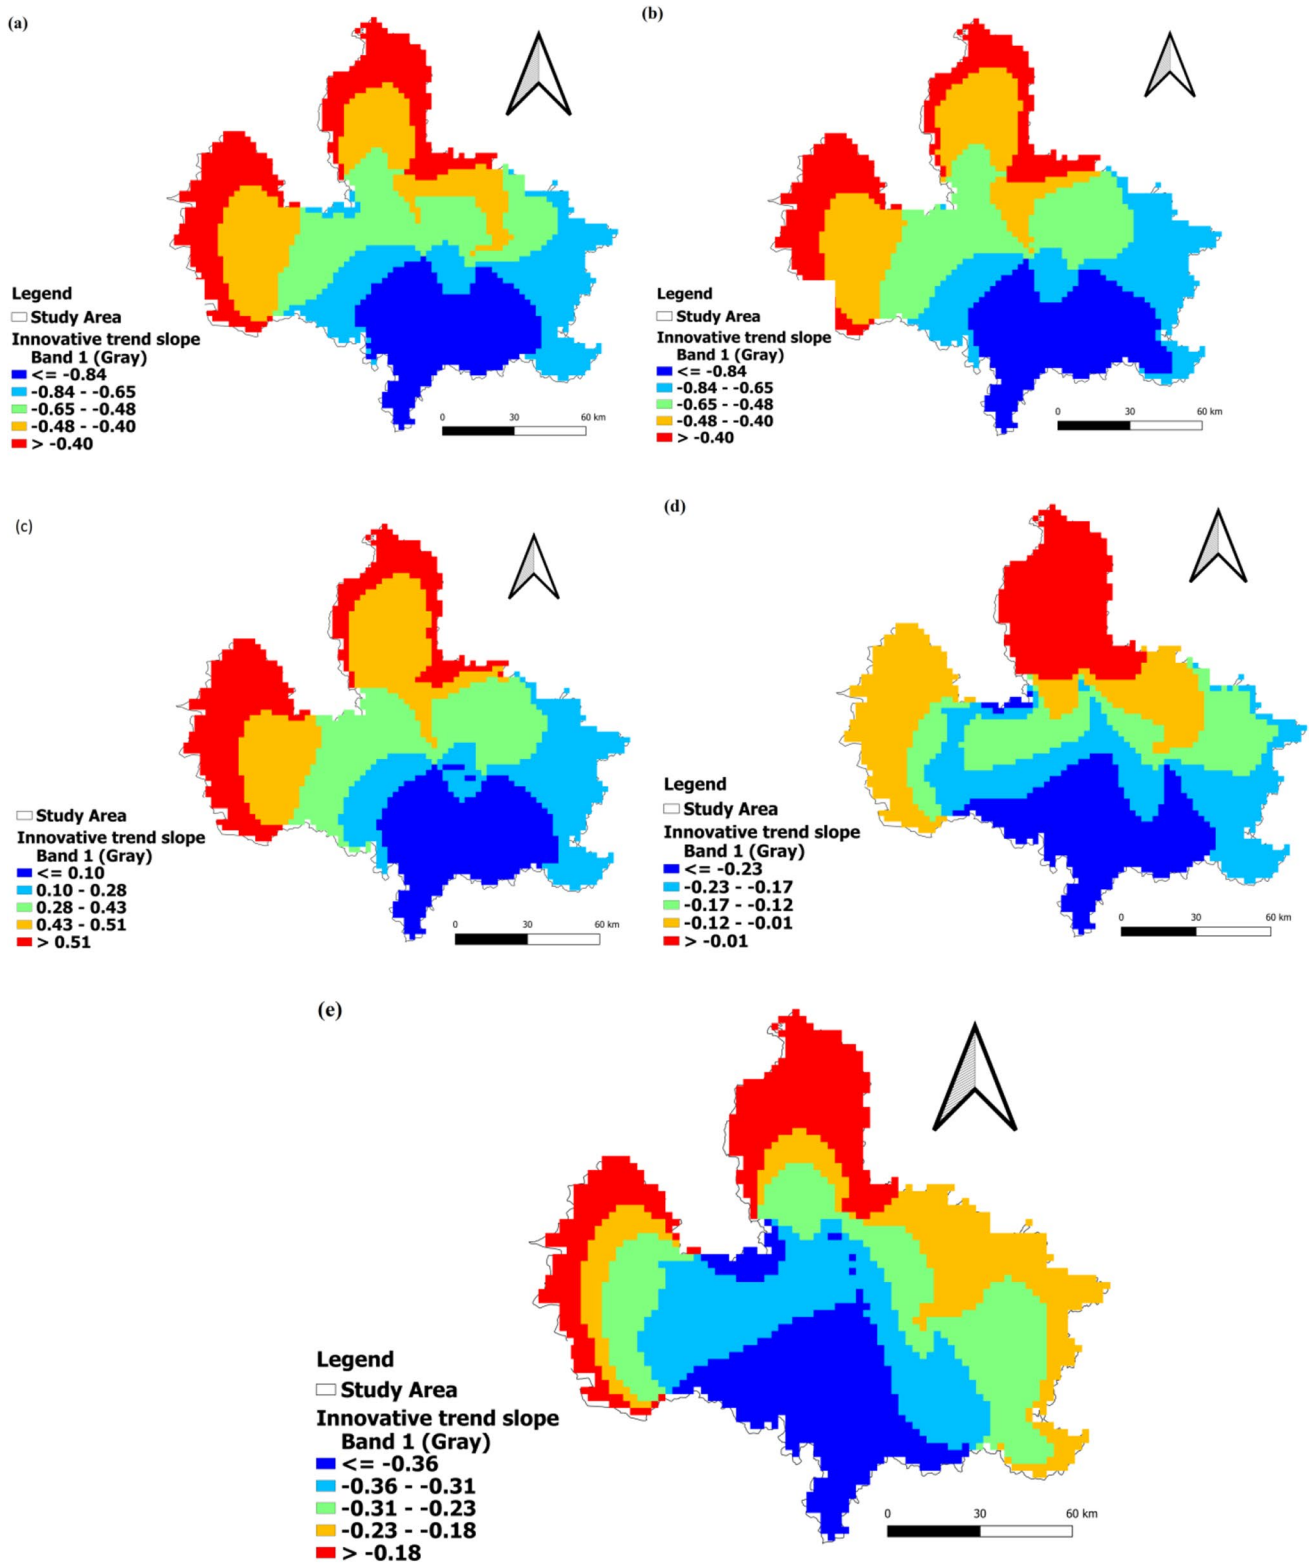 (a)
Legend
Study Area
Innovative trend slope
Band 1 (Gray)
<= -0.84
-0.84 - -0.65
-0.65 - -0.48
-0.48 - -0.40
> -0.40
0 30 60 km
(b)
Legend
Study Area
Innovative trend slope
Band 1 (Gray)
<= -0.84
-0.84 - -0.65
-0.65 - -0.48
-0.48 - -0.40
> -0.40
0 30 60 km
(c)
Study Area
Innovative trend slope
Band 1 (Gray)
<= 0.10
0.10 - 0.28
0.28 - 0.43
0.43 - 0.51
> 0.51
0 30 60 km
(d)
Legend
Study Area
Innovative trend slope
Band 1 (Gray)
<= -0.23
-0.23 - -0.17
-0.17 - -0.12
-0.12 - -0.01
> -0.01
0 30 60 km
(e)
Legend
Study Area
Innovative trend slope
Band 1 (Gray)
<= -0.36
-0.36 - -0.31
-0.31 - -0.23
-0.23 - -0.18
> -0.18
0 30 60 km